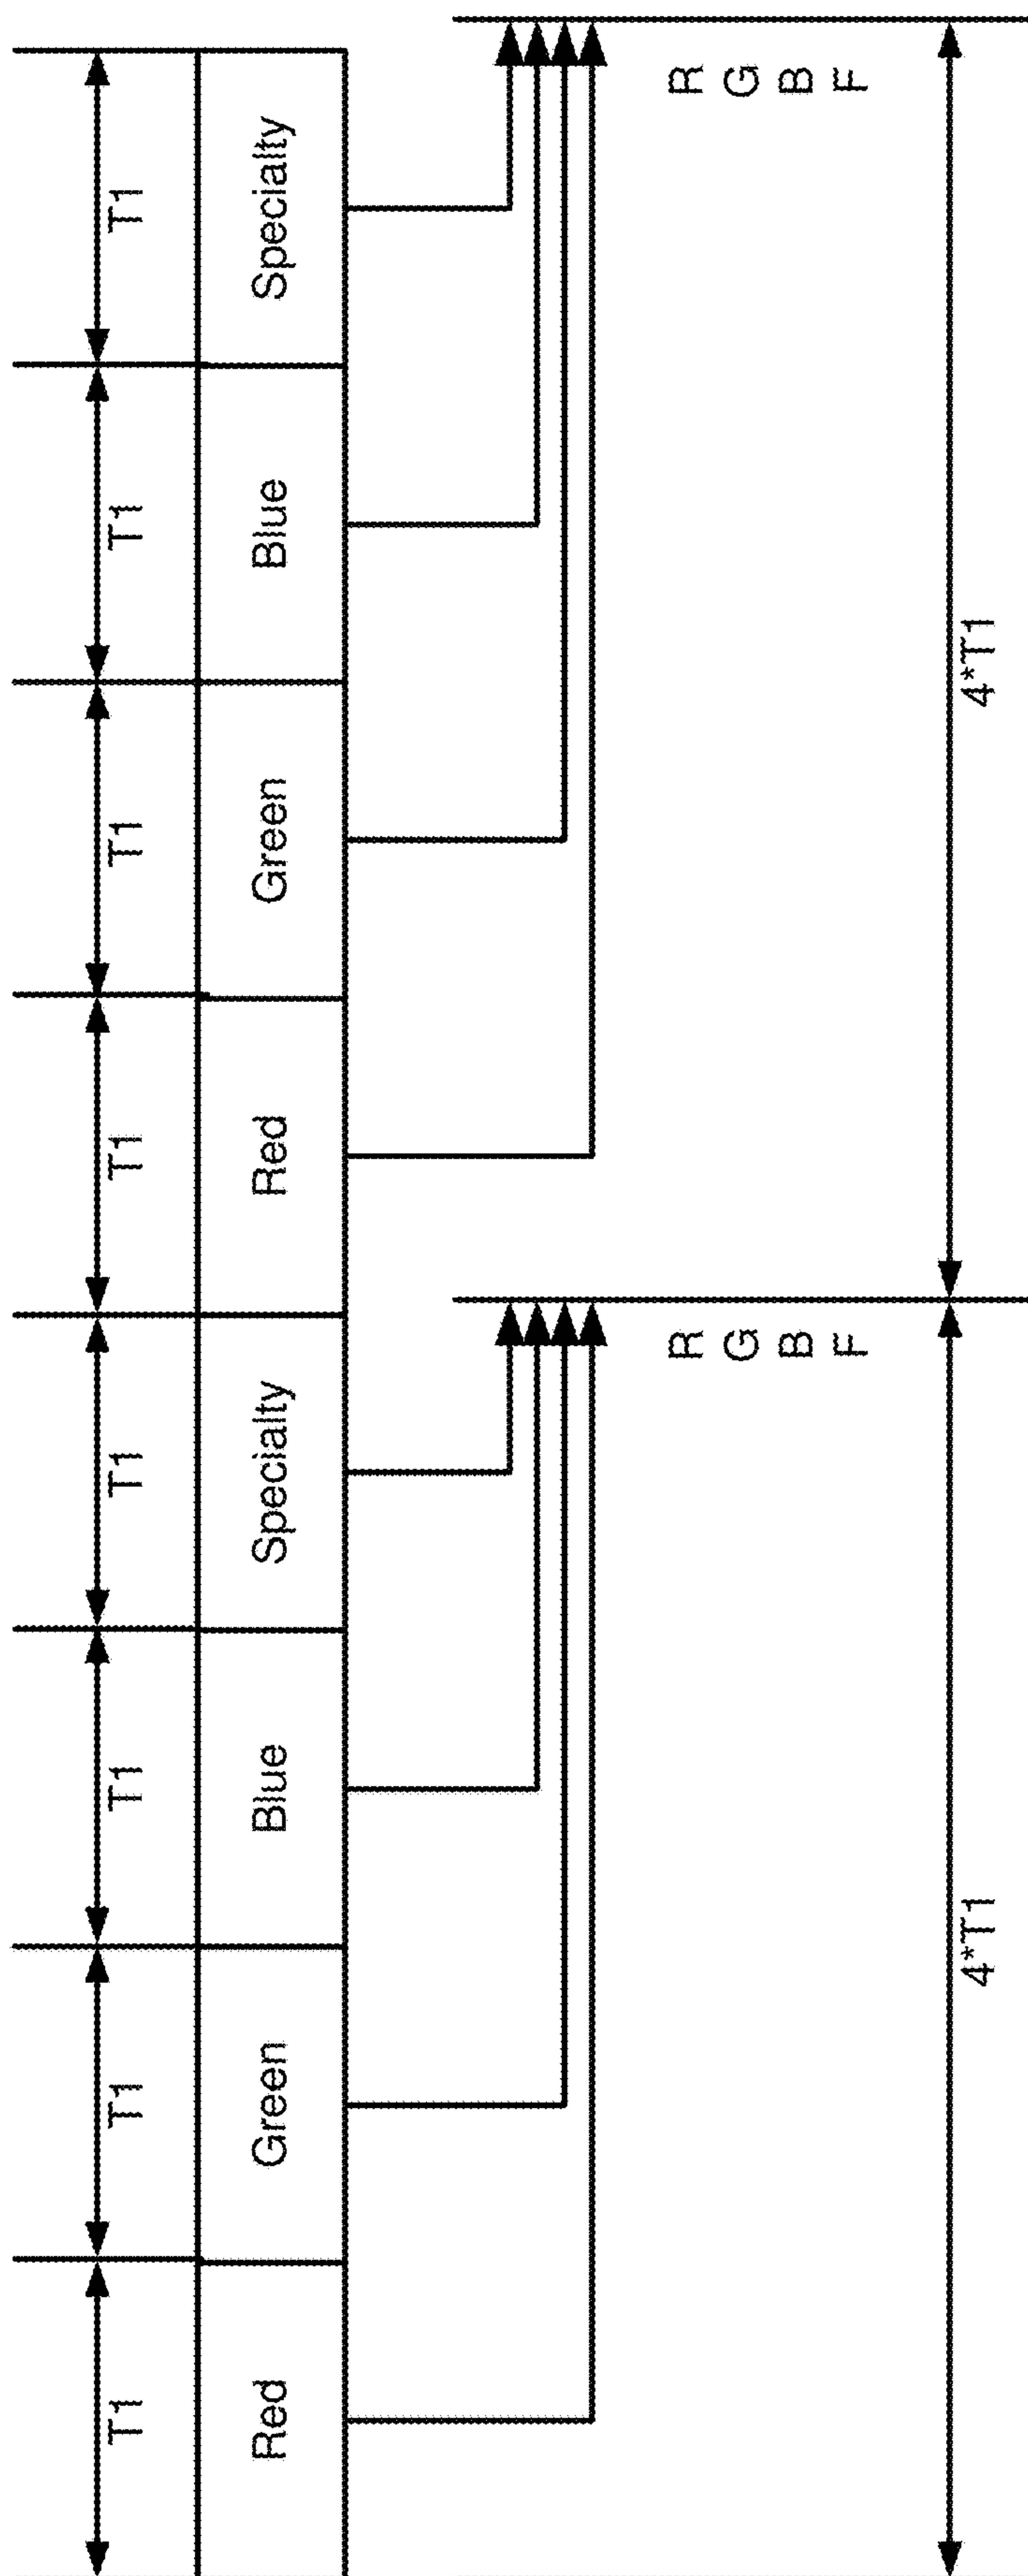 T1 T1 T1 T1 T1 T1 T1 T1
Red Green Blue Specialty Red Green Blue Specialty
R R
G G
B B
F F
4*T1 4*T1